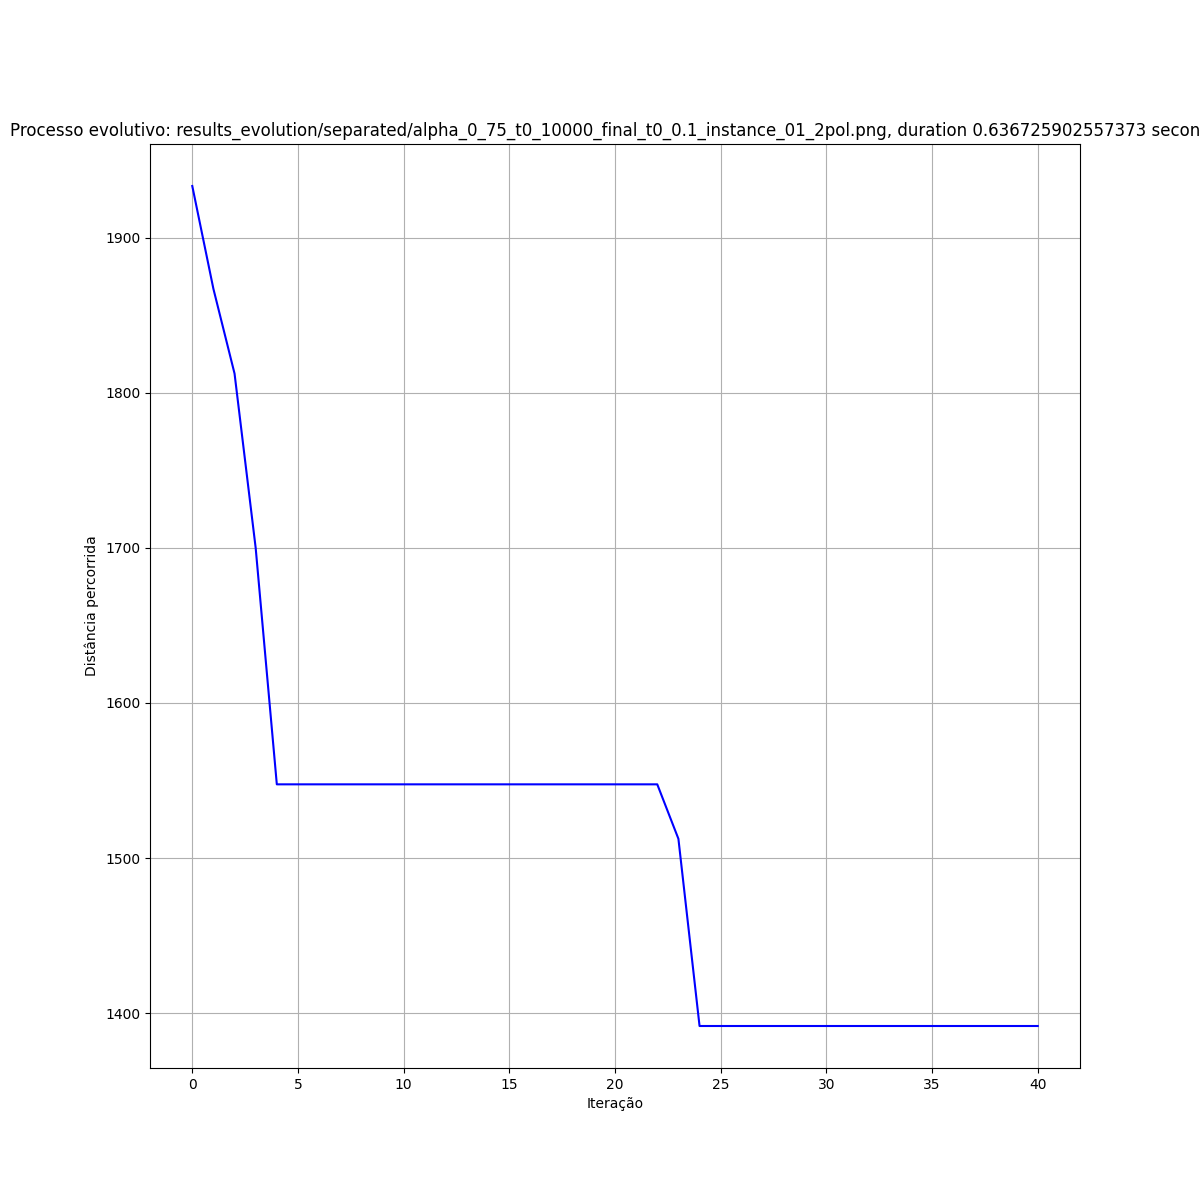 Processo evolutivo: results_evolution/separated/alpha_0_75_t0_10000_final_t0_0.1_instance_01_2pol.png, duration 0.636725902557373 secon
1900
1800
1700
1600
1500
1400
Distância percorrida
0 5 10 15 20 25 30 35 40
Iteração